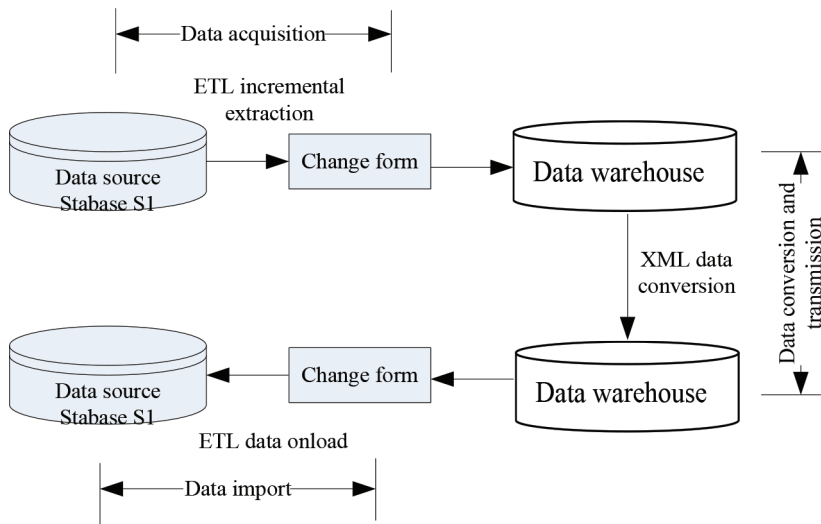 Data acquisition
ETL incremental
extraction
Data source
Stabase S1
Change form
Data warehouse
XML data
conversion
Data conversion and
transmission
Data source
Stabase S1
Change form
Data warehouse
ETL data onload
Data import